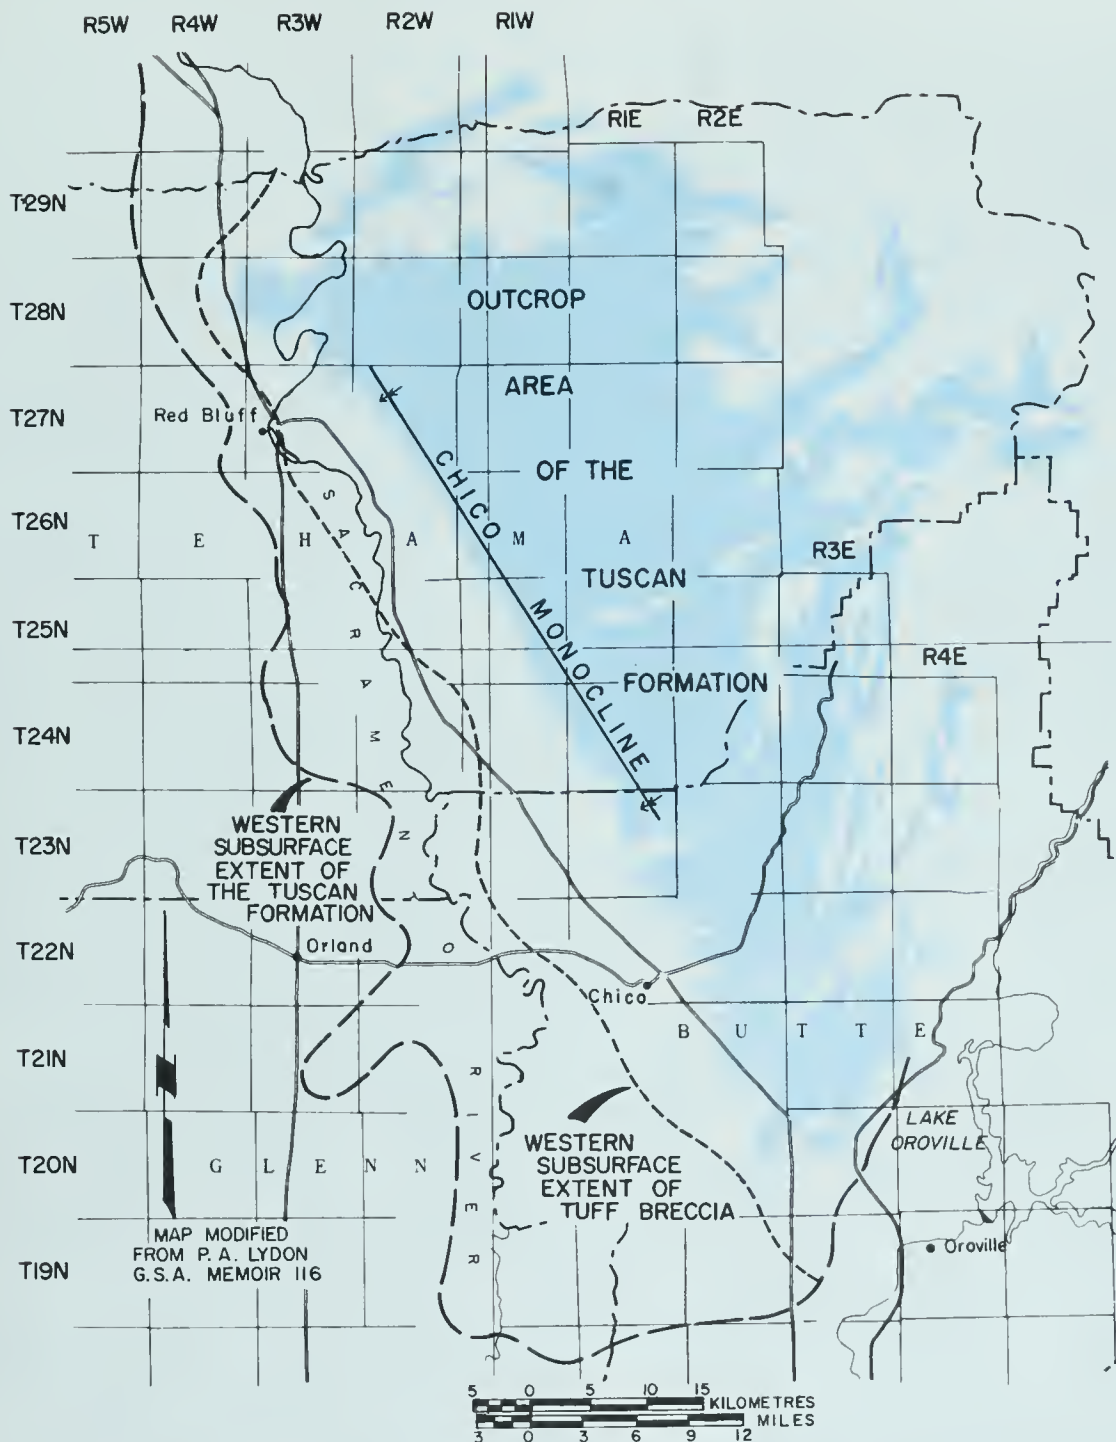 R5W R4W R3W R2W R1W
R1E R2E
T29N
T28N
OUTCROP
AREA
T27N
Red Bluff
OF THE
CHICO MONOCLINE
T26N
TEHAMA
R3E
TUSCAN
T25N
R4E
FORMATION
T24N
SACRAMENTO RIVER
WESTERN
SUBSURFACE
EXTENT OF
THE TUSCAN
FORMATION
T23N
T22N
Orland
Chico
BUTTE
T21N
LAKE
OROVILLE
WESTERN
SUBSURFACE
EXTENT OF
TUFF BRECCIA
T20N
GLENN
MAP MODIFIED
FROM P. A. LYDON
G.S.A. MEMOIR 116
Oroville
T19N
5 0 5 10 15
KILOMETRES
MILES
3 0 3 6 9 12